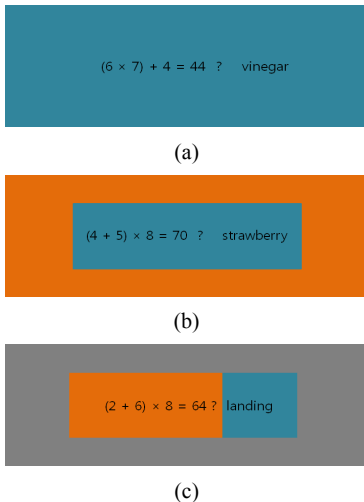 (6 × 7) + 4 = 44 ? vinegar
(a)
(4 + 5) × 8 = 70 ? strawberry
(b)
(2 + 6) × 8 = 64 ? landing
(c)